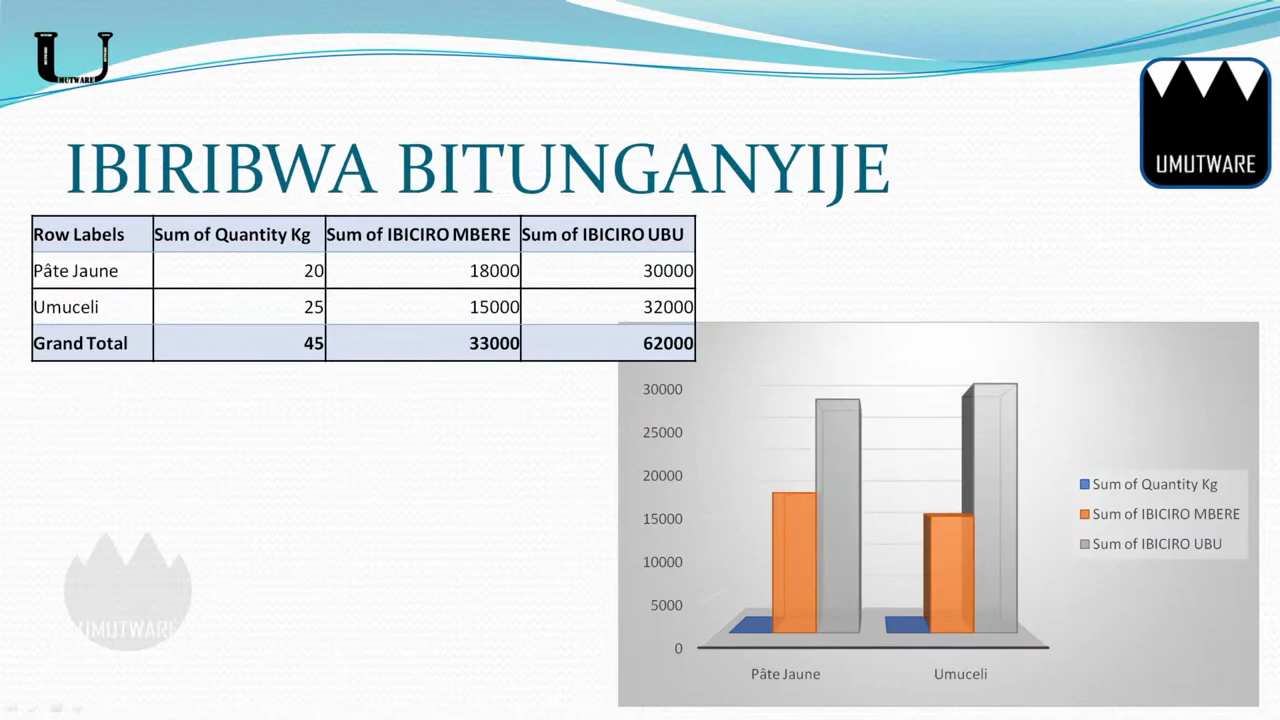 UMUTWARE
UMUTWARE
IBIRIBWA BITUNGANYIJE
Row Labels Sum of Quantity Kg Sum of IBICIRO MBERE Sum of IBICIRO UBU
Pâte Jaune 20 18000 30000
Umuceli 25 15000 32000
Grand Total 45 33000 62000
30000
25000
20000
15000
10000
5000
0
Pâte Jaune Umuceli
Sum of Quantity Kg
Sum of IBICIRO MBERE
Sum of IBICIRO UBU
UMUTWARE